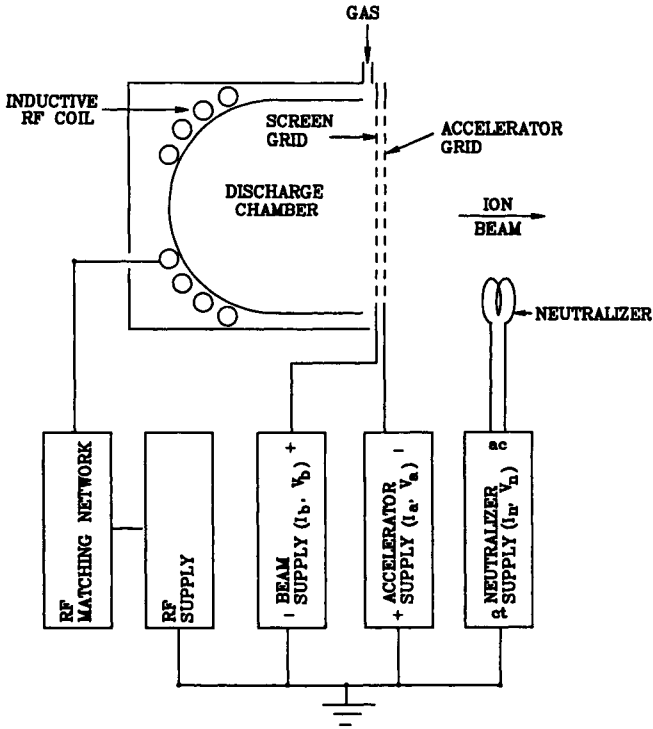 GAS
INDUCTIVE
RF COIL
SCREEN
GRID
ACCELERATOR
GRID
DISCHARGE
CHAMBER
ION
BEAM
NEUTRALIZER
RF
MATCHING NETWORK
RF
SUPPLY
+
BEAM
SUPPLY (Ib, Vb)
-
-
ACCELERATOR
SUPPLY (Ia, Va)
+
ac
NEUTRALIZER
SUPPLY (In, Vn)
ct